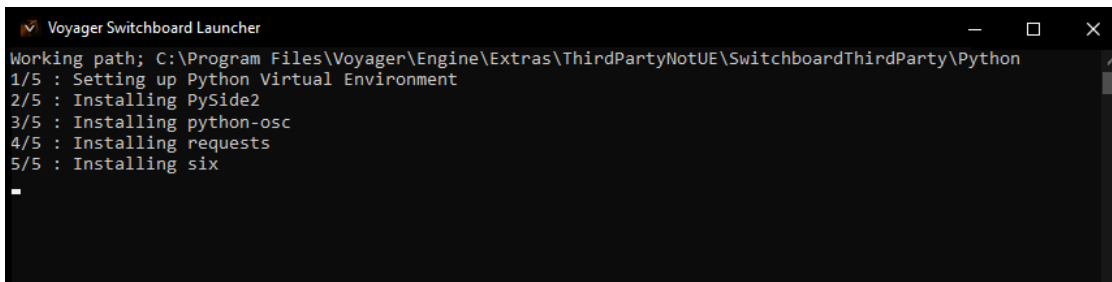 Voyager Switchboard Launcher
Working path; C:\Program Files\Voyager\Engine\Extras\ThirdPartyNotUE\SwitchboardThirdParty\Python
1/5 : Setting up Python Virtual Environment
2/5 : Installing PySide2
3/5 : Installing python-osc
4/5 : Installing requests
5/5 : Installing six